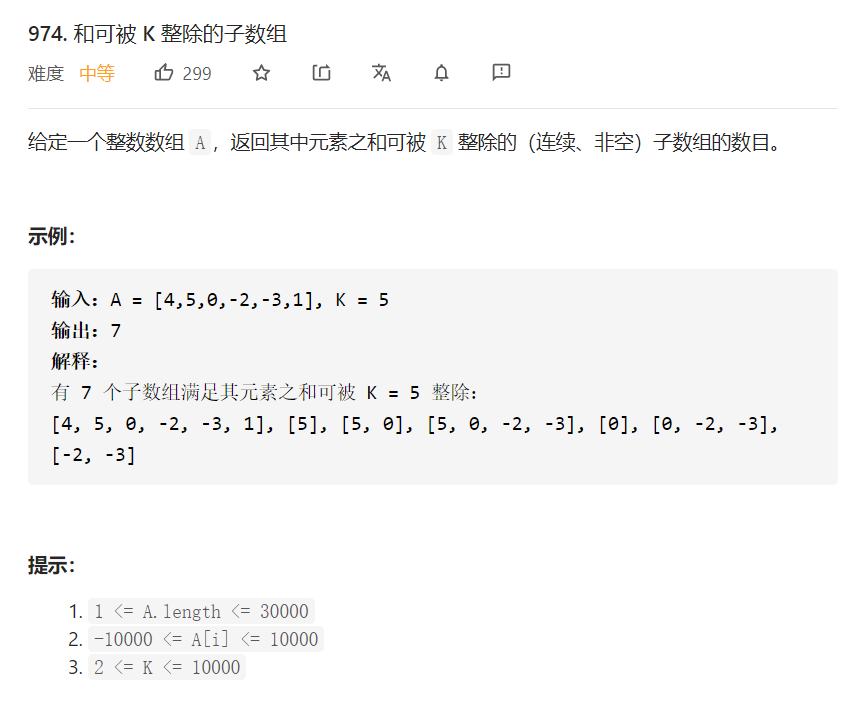 974. 和可被 K 整除的子数组
难度 中等 299
给定一个整数数组 A，返回其中元素之和可被 K 整除的（连续、非空）子数组的数目。
示例：
输入：A = [4,5,0,-2,-3,1], K = 5
输出：7
解释：
有 7 个子数组满足其元素之和可被 K = 5 整除：
[4, 5, 0, -2, -3, 1], [5], [5, 0], [5, 0, -2, -3], [0], [0, -2, -3],
[-2, -3]
提示：
1. 1 <= A.length <= 30000
2. -10000 <= A[i] <= 10000
3. 2 <= K <= 10000